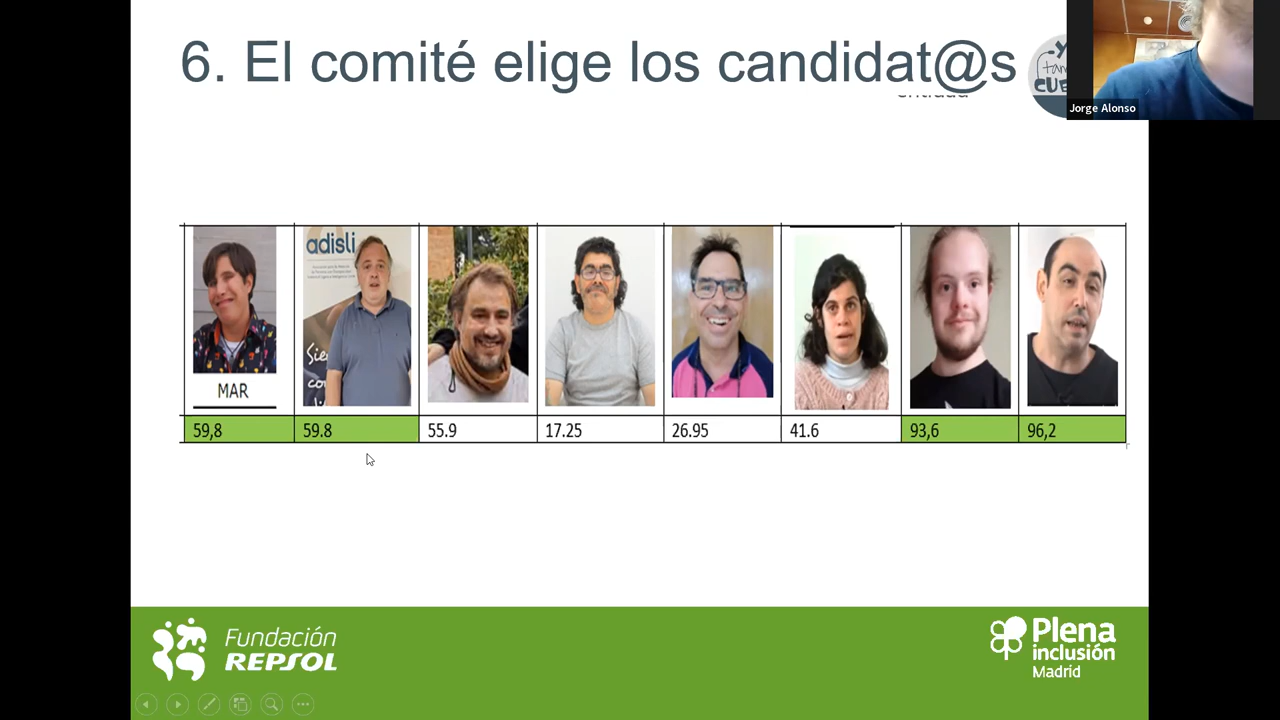 6. El comité elige los candidat@s
Jorge Alonso
adisli
MAR
59,8
59.8
55.9
17.25
26.95
41.6
93,6
96,2
Fundación
REPSOL
Plena
inclusión
Madrid